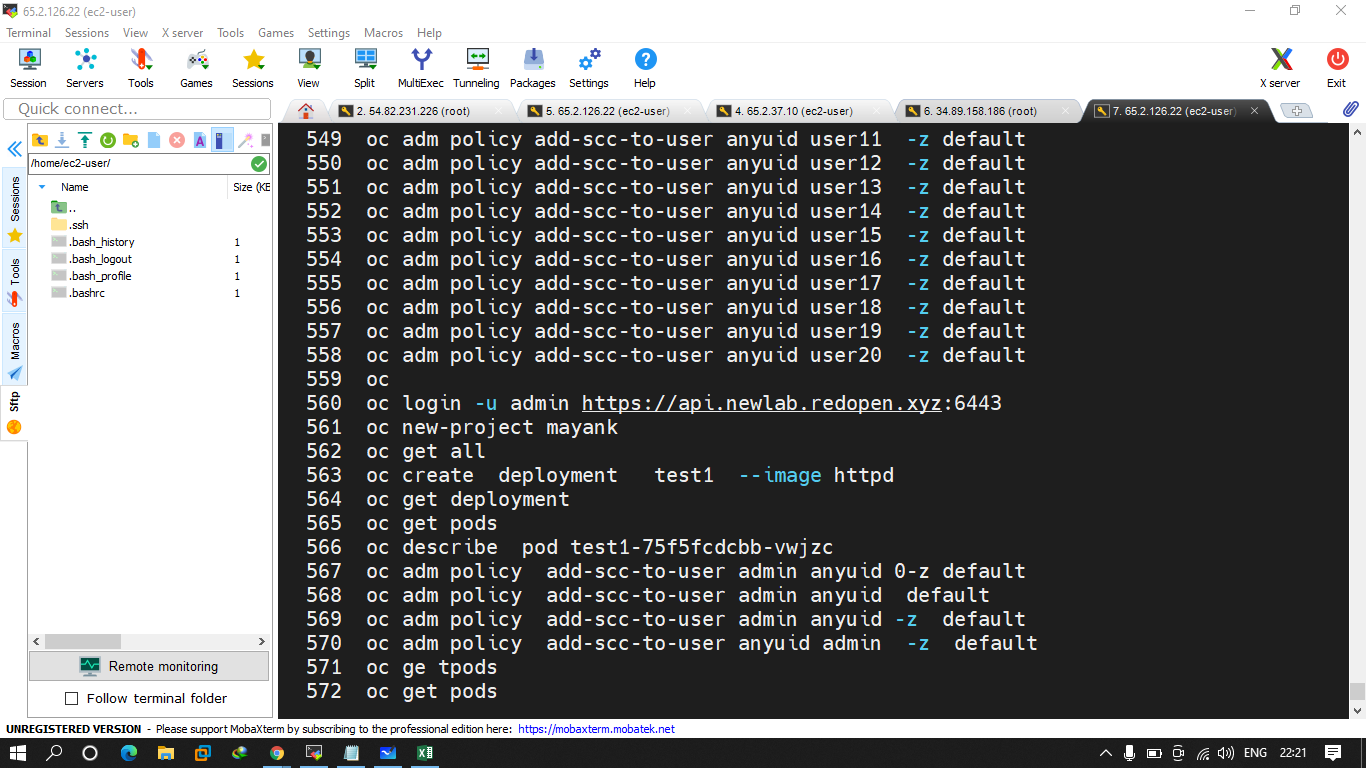 65.2.126.22 (ec2-user)
Terminal Sessions View X server Tools Games Settings Macros Help
Session Servers Tools Games Sessions View Split MultiExec Tunneling Packages Settings Help X server Exit
Quick connect...
2. 54.82.231.226 (root)
5. 65.2.126.22 (ec2-user)
4. 65.2.37.10 (ec2-user)
6. 34.89.158.186 (root)
7. 65.2.126.22 (ec2-user)
Sessions
Tools
Macros
Sftp
/home/ec2-user/
Name Size (KB
..
.ssh
.bash_history 1
.bash_logout 1
.bash_profile 1
.bashrc 1
Remote monitoring
Follow terminal folder
549 oc adm policy add-scc-to-user anyuid user11 -z default
550 oc adm policy add-scc-to-user anyuid user12 -z default
551 oc adm policy add-scc-to-user anyuid user13 -z default
552 oc adm policy add-scc-to-user anyuid user14 -z default
553 oc adm policy add-scc-to-user anyuid user15 -z default
554 oc adm policy add-scc-to-user anyuid user16 -z default
555 oc adm policy add-scc-to-user anyuid user17 -z default
556 oc adm policy add-scc-to-user anyuid user18 -z default
557 oc adm policy add-scc-to-user anyuid user19 -z default
558 oc adm policy add-scc-to-user anyuid user20 -z default
559 oc
560 oc login -u admin https://api.newlab.redopen.xyz:6443
561 oc new-project mayank
562 oc get all
563 oc create deployment test1 --image httpd
564 oc get deployment
565 oc get pods
566 oc describe pod test1-75f5fcdcbb-vwjzc
567 oc adm policy add-scc-to-user admin anyuid 0-z default
568 oc adm policy add-scc-to-user admin anyuid default
569 oc adm policy add-scc-to-user admin anyuid -z default
570 oc adm policy add-scc-to-user anyuid admin -z default
571 oc ge tpods
572 oc get pods
UNREGISTERED VERSION - Please support MobaXterm by subscribing to the professional edition here: https://mobaxterm.mobatek.net
ENG 22:21